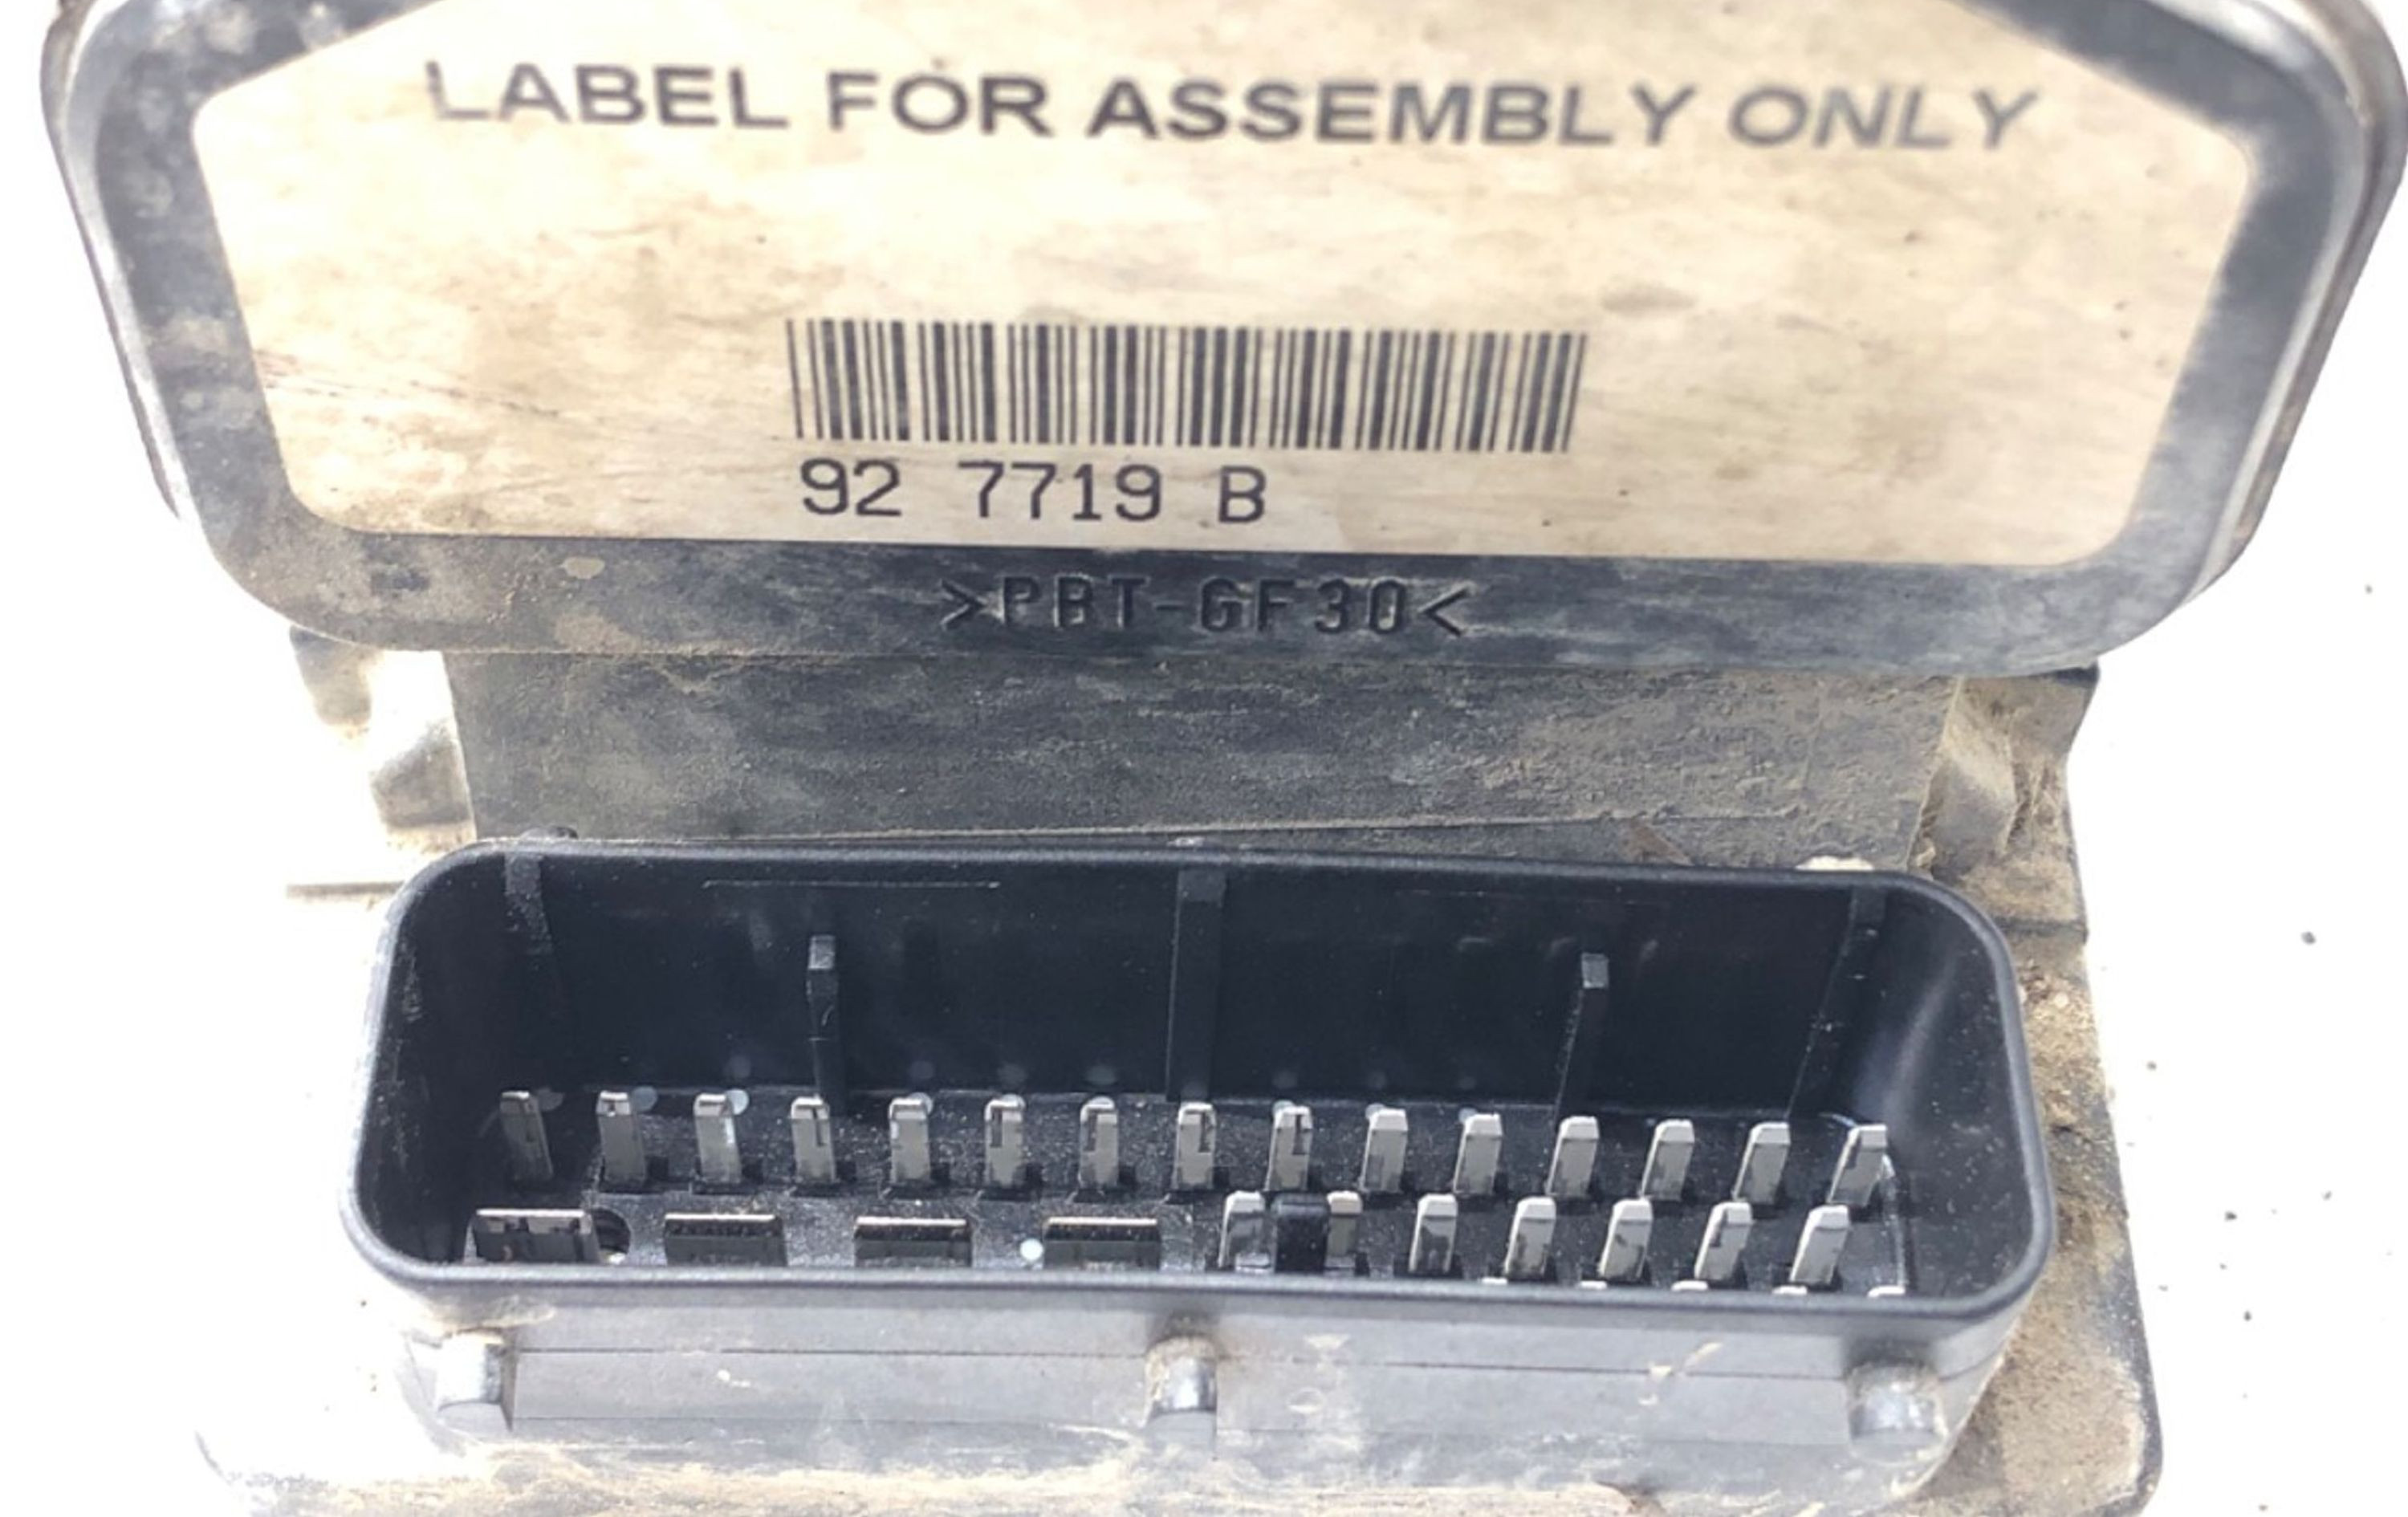 LABEL FOR ASSEMBLY ONLY
92 7719 B
>PBT-GF30<